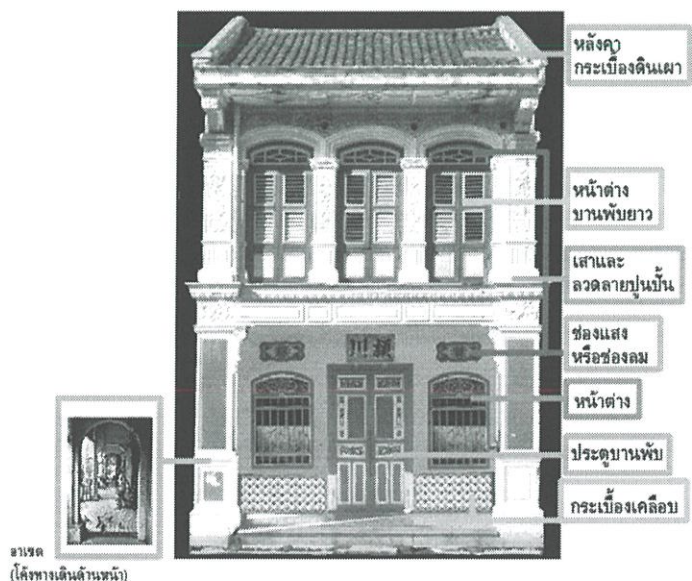 หลังคา
กระเบื้องดินเผา
หน้าต่าง
บานพับยาว
เสาและ
ลวดลายปูนปั้น
川頴
ช่องแสง
หรือช่องลม
หน้าต่าง
ประตูบานพับ
กระเบื้องเคลือบ
อาเขต
(โค้งทางเดินด้านหน้า)